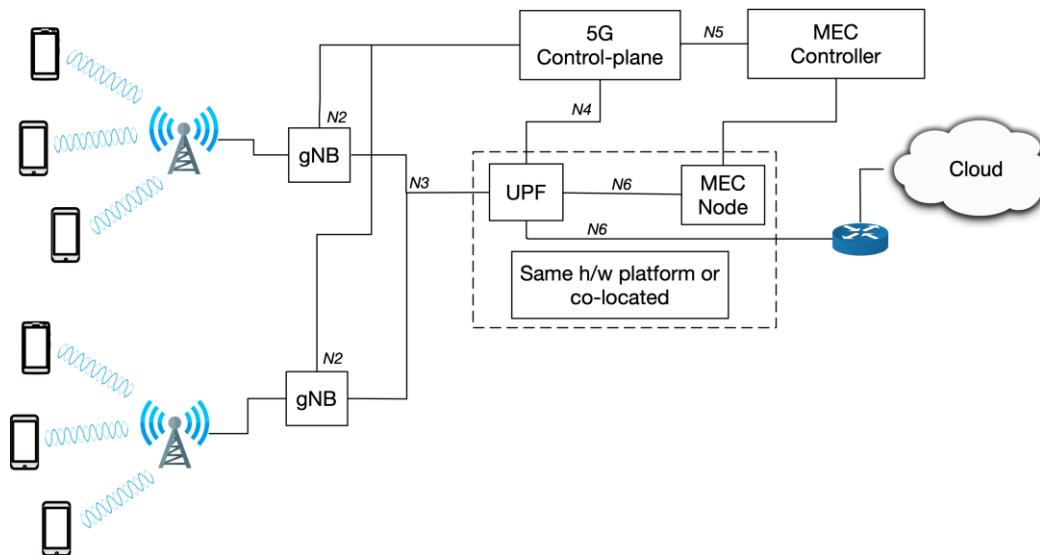 5G
Control-plane
N5
MEC
Controller
N2
gNB
N4
N3
UPF
N6
MEC
Node
Cloud
N6
Same h/w platform or
co-located
N2
gNB